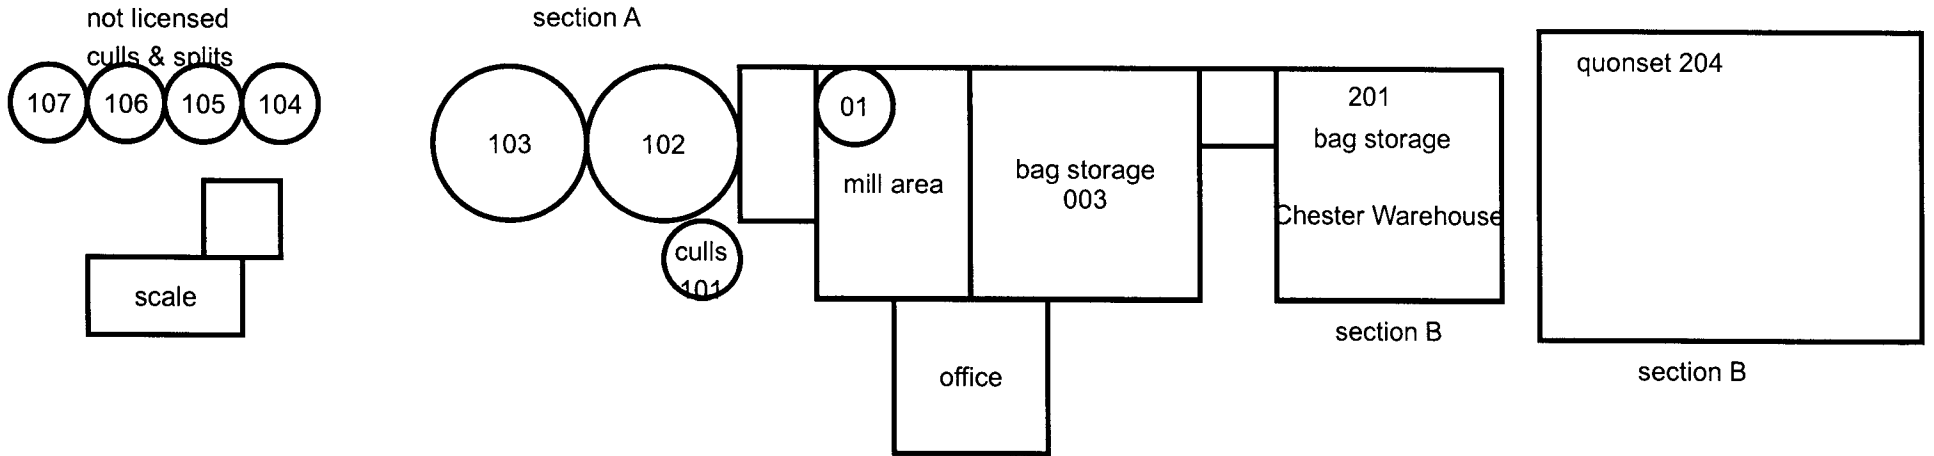 not licensed
culls & splits
107
106
105
104
scale
section A
103
102
culls
101
01
mill area
bag storage
003
office
201
bag storage
Chester Warehouse
section B
quonset 204
section B